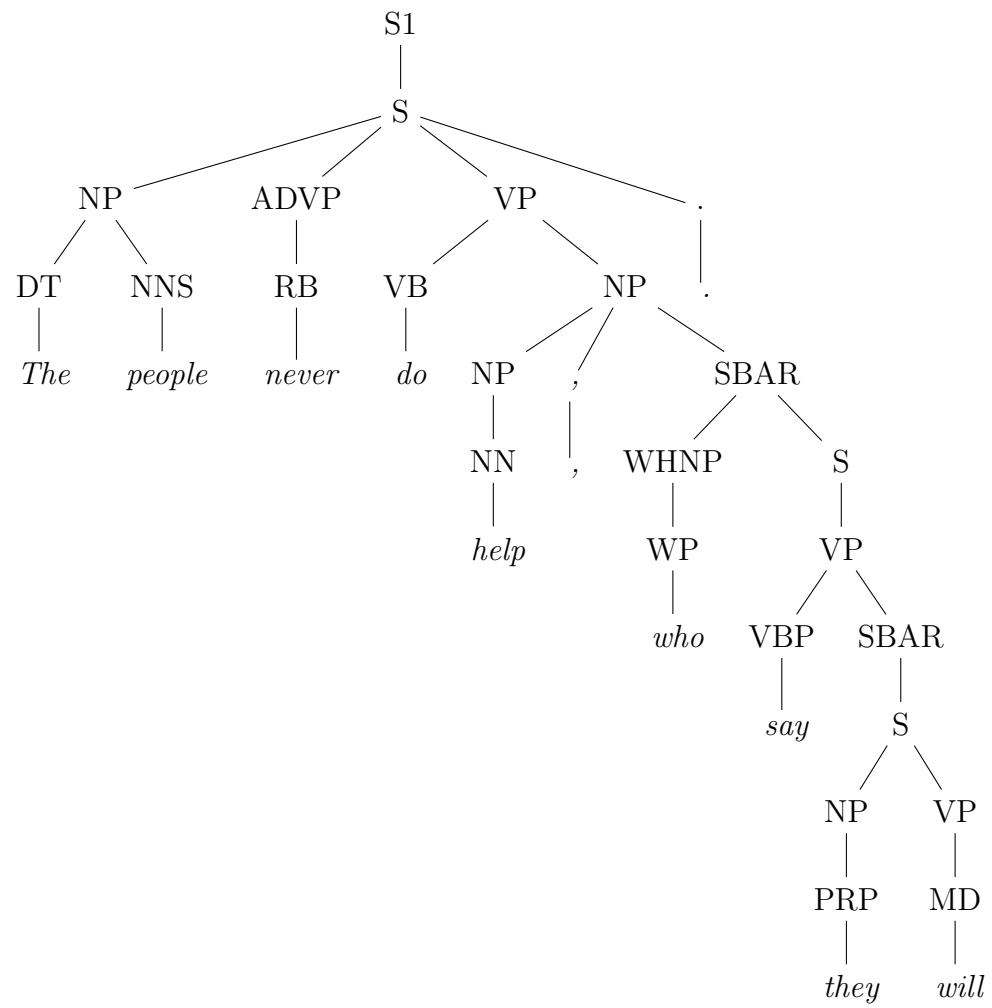 S1
S
NP ADVP VP .
DT NNS RB VB NP .
The people never do NP , SBAR
NN , WHNP S
help WP VP
who VBP SBAR
say S
NP VP
PRP MD
they will